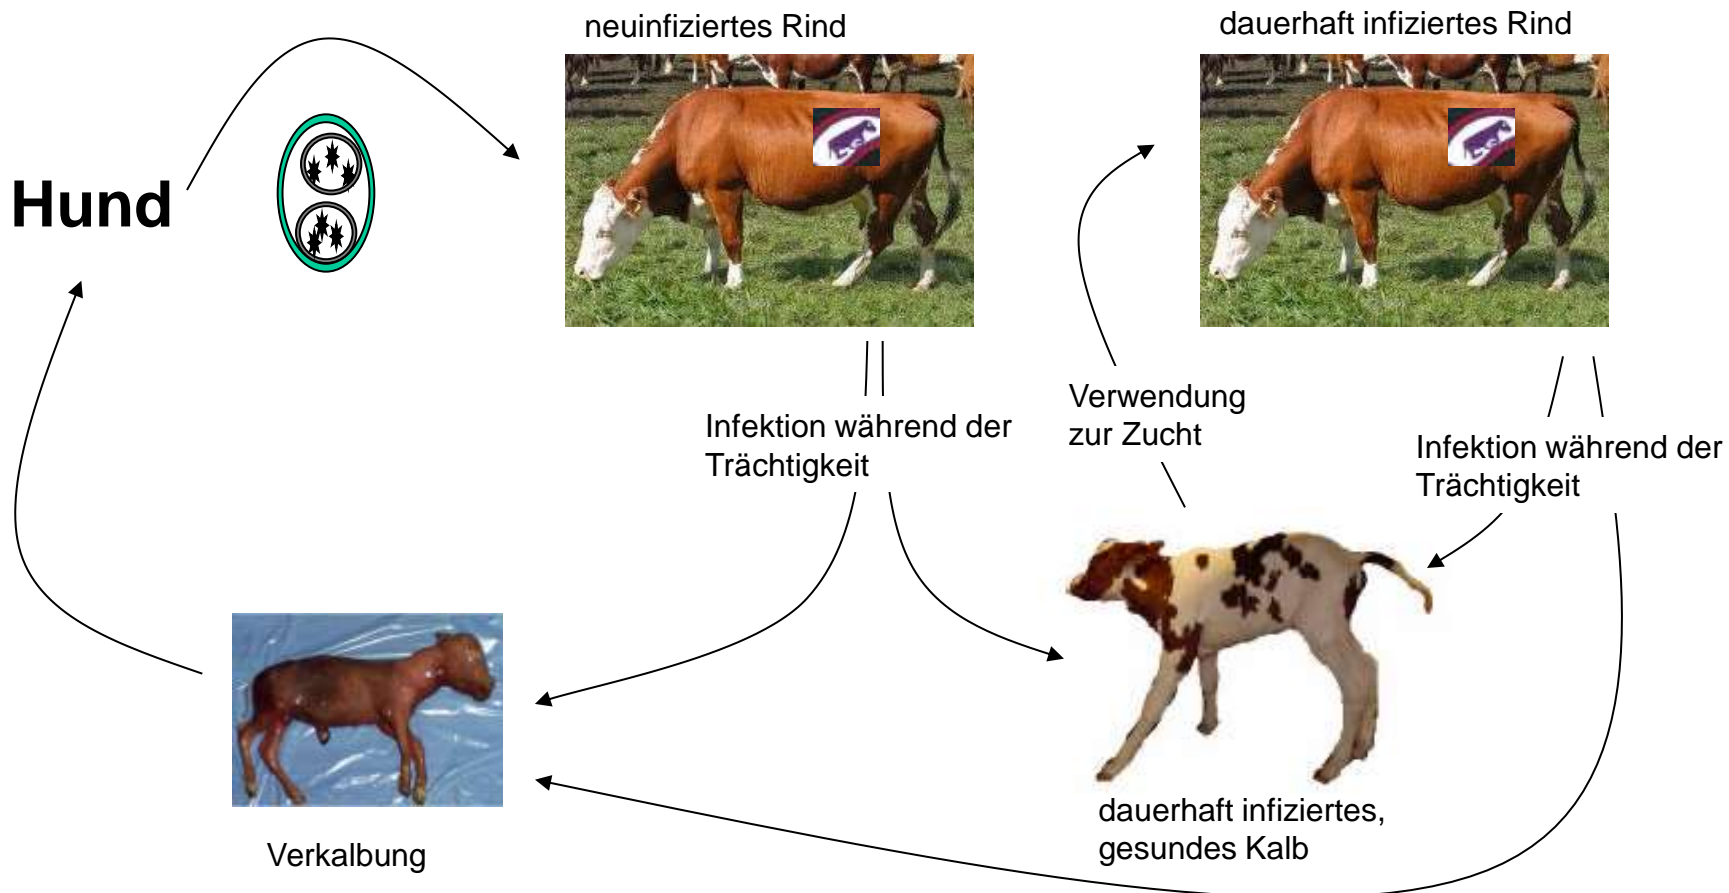 neuinfiziertes Rind
dauerhaft infiziertes Rind
Hund
Verwendung
zur Zucht
Infektion während der
Trächtigkeit
Infektion während der
Trächtigkeit
dauerhaft infiziertes,
gesundes Kalb
Verkalbung